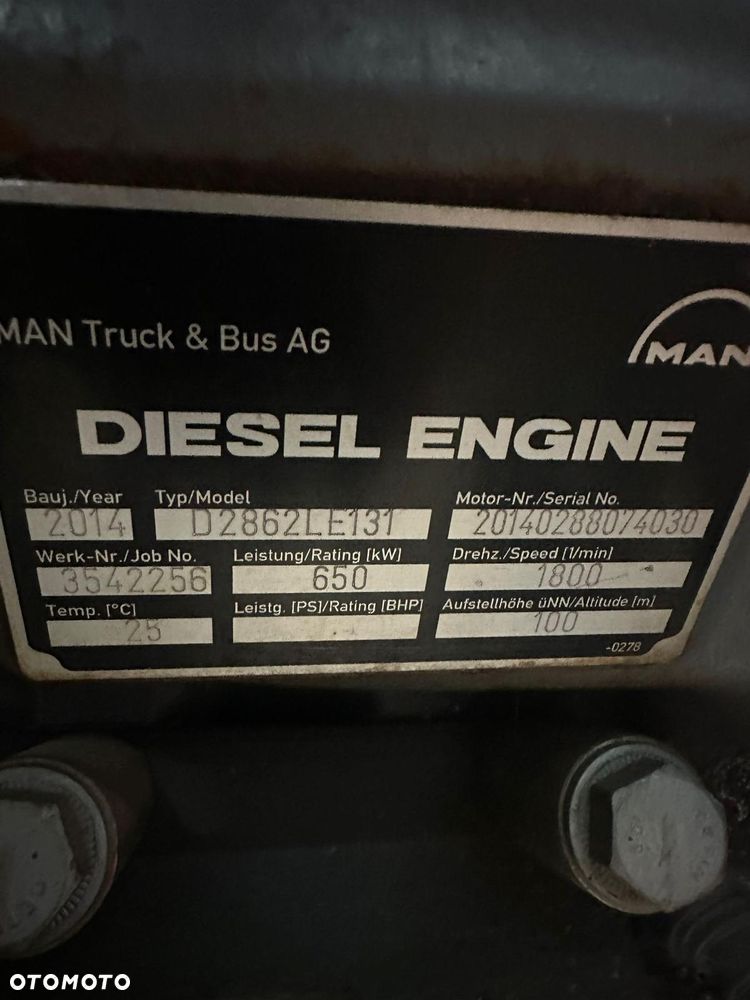 MAN Truck & Bus AG
MAN
DIESEL ENGINE
Bauj./Year Typ/Model Motor-Nr./Serial No.
2014 D2862LE131 20140288074030
Werk-Nr./Job No. Leistung/Rating [kW] Drehz./Speed [1/min]
3542256 650 1800
Temp. [°C] Leistg. [PS]/Rating [BHP] Aufstellhöhe üNN/Altitude [m]
25 100
-0278
OTOMOTO